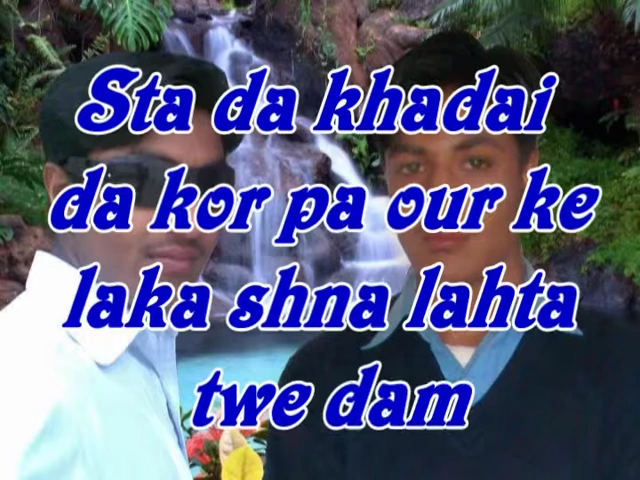 Sta da khadai
da kor pa our ke
laka shna lahta
twe dam